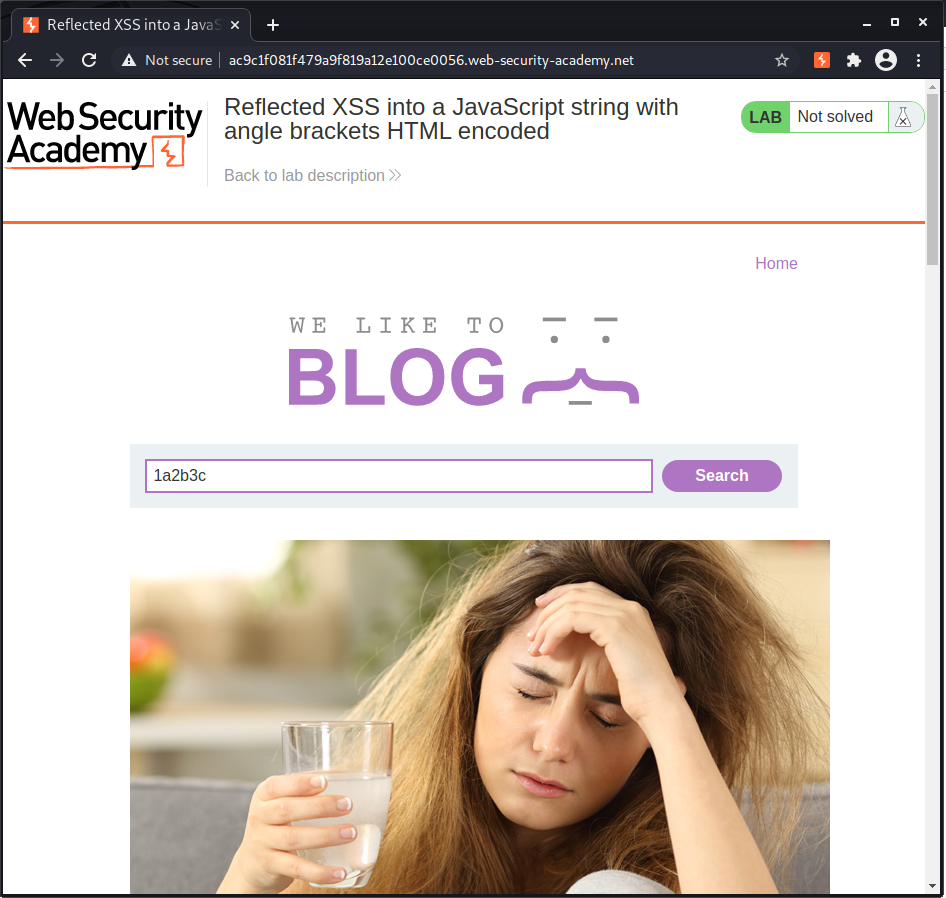 Reflected XSS into a JavaS
Not secure
ac9c1f081f479a9f819a12e100ce0056.web-security-academy.net
Web Security
Academy
Reflected XSS into a JavaScript string with
angle brackets HTML encoded
LAB Not solved
Back to lab description
Home
WE LIKE TO
BLOG
1a2b3c
Search